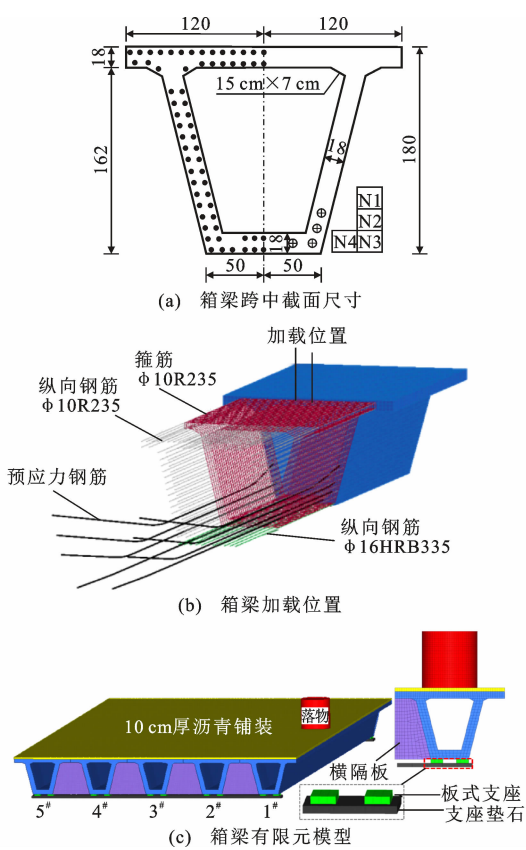 120
120
18
15 cm×7 cm
162
18
180
N1
N2
N4
N3
18
50
50
(a) 箱梁跨中截面尺寸
加载位置
箍筋
ф10R235
纵向钢筋
ф10R235
预应力钢筋
纵向钢筋
ф16HRB335
(b) 箱梁加载位置
10 cm厚沥青铺装
落物
横隔板
板式支座
支座垫石
5#
4#
3#
2#
1#
(c) 箱梁有限元模型